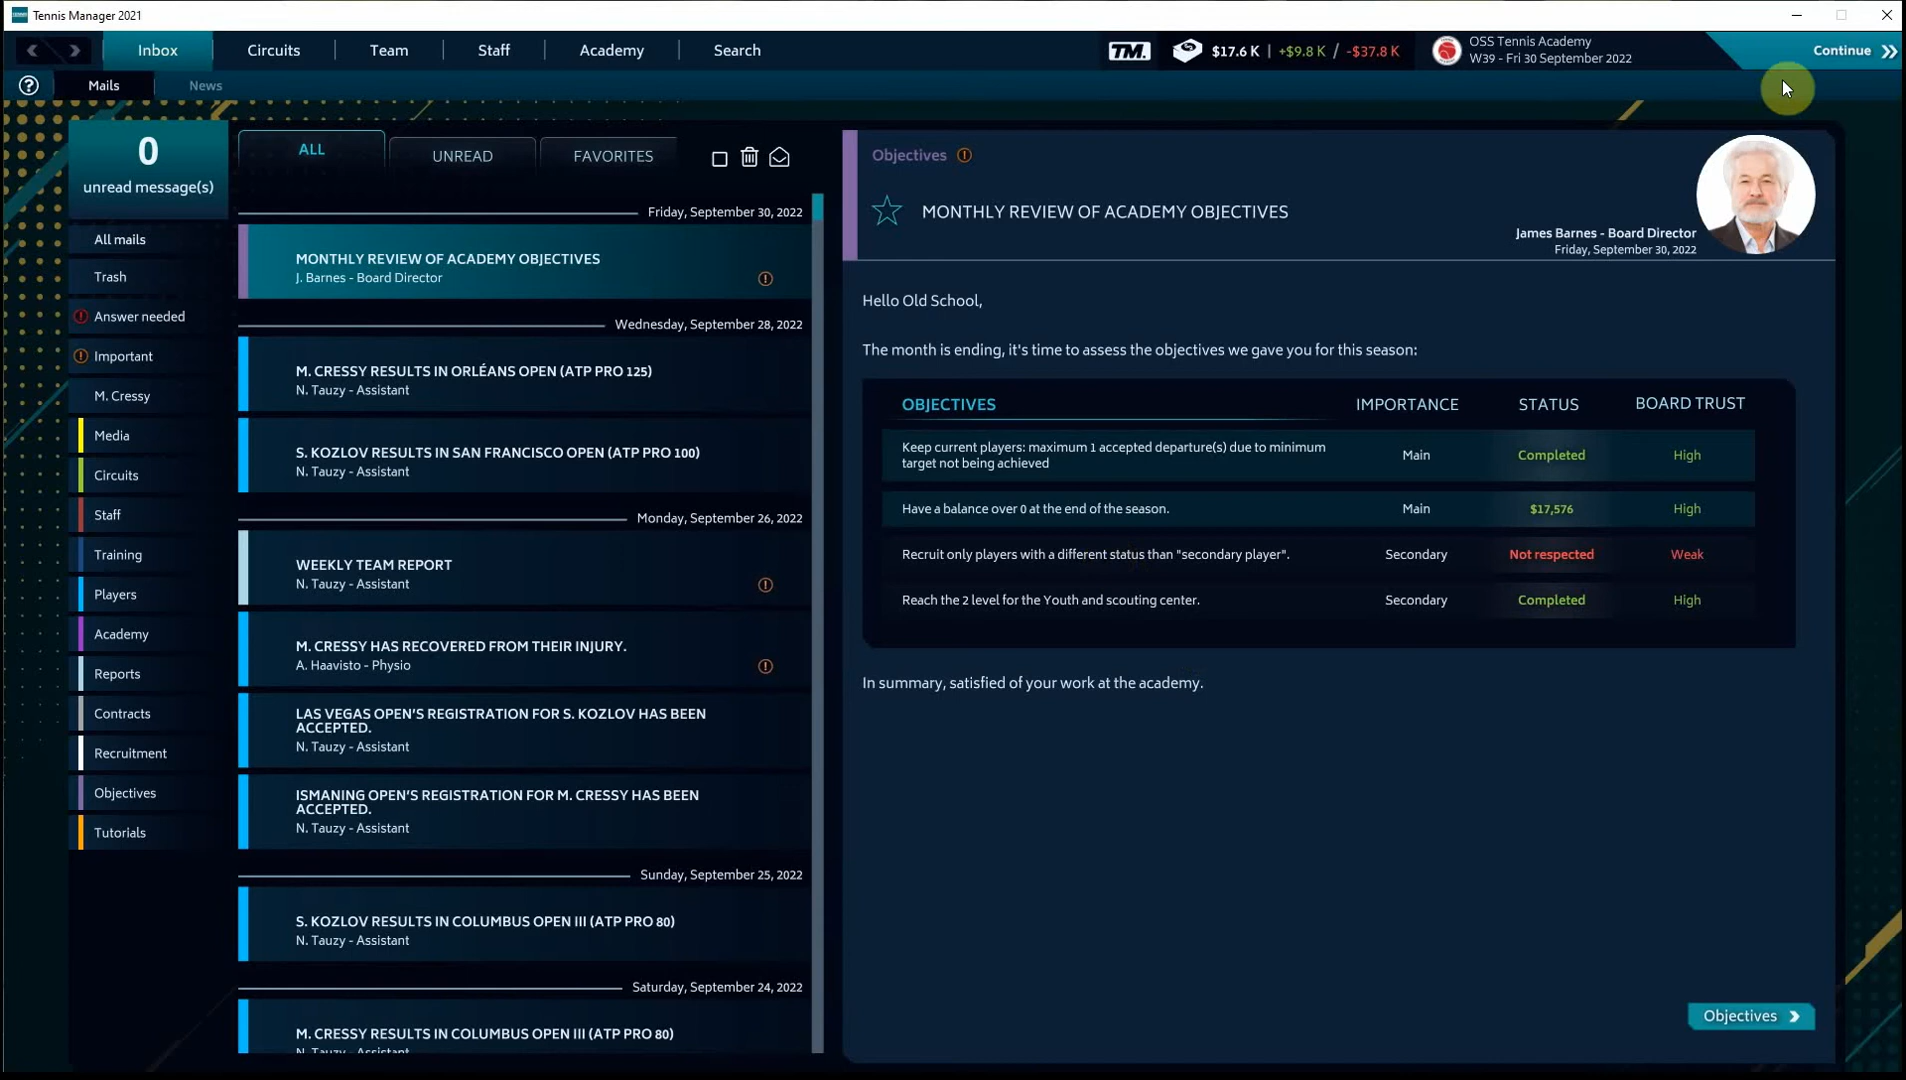 Tennis Manager 2021
Inbox
Circuits
Team
Staff
Academy
Search
TM.
$17.6 K | +$9.8 K / -$37.8 K
OSS Tennis Academy
W39 - Fri 30 September 2022
Continue
Mails
News
0
unread message(s)
All mails
Trash
Answer needed
Important
M. Cressy
Media
Circuits
Staff
Training
Players
Academy
Reports
Contracts
Recruitment
Objectives
Tutorials
ALL
UNREAD
FAVORITES
Friday, September 30, 2022
MONTHLY REVIEW OF ACADEMY OBJECTIVES
J. Barnes - Board Director
Wednesday, September 28, 2022
M. CRESSY RESULTS IN ORLÉANS OPEN (ATP PRO 125)
N. Tauzy - Assistant
S. KOZLOV RESULTS IN SAN FRANCISCO OPEN (ATP PRO 100)
N. Tauzy - Assistant
Monday, September 26, 2022
WEEKLY TEAM REPORT
N. Tauzy - Assistant
M. CRESSY HAS RECOVERED FROM THEIR INJURY.
A. Haavisto - Physio
LAS VEGAS OPEN'S REGISTRATION FOR S. KOZLOV HAS BEEN
ACCEPTED.
N. Tauzy - Assistant
ISMANING OPEN'S REGISTRATION FOR M. CRESSY HAS BEEN
ACCEPTED.
N. Tauzy - Assistant
Sunday, September 25, 2022
S. KOZLOV RESULTS IN COLUMBUS OPEN III (ATP PRO 80)
N. Tauzy - Assistant
Saturday, September 24, 2022
M. CRESSY RESULTS IN COLUMBUS OPEN III (ATP PRO 80)
N. Tauzy - Assistant
Objectives
MONTHLY REVIEW OF ACADEMY OBJECTIVES
James Barnes - Board Director
Friday, September 30, 2022
Hello Old School,
The month is ending, it's time to assess the objectives we gave you for this season:
OBJECTIVES IMPORTANCE STATUS BOARD TRUST
Keep current players: maximum 1 accepted departure(s) due to minimum
target not being achieved
Main Completed High
Have a balance over 0 at the end of the season. Main $17,576 High
Recruit only players with a different status than "secondary player". Secondary Not respected Weak
Reach the 2 level for the Youth and scouting center. Secondary Completed High
In summary, satisfied of your work at the academy.
Objectives